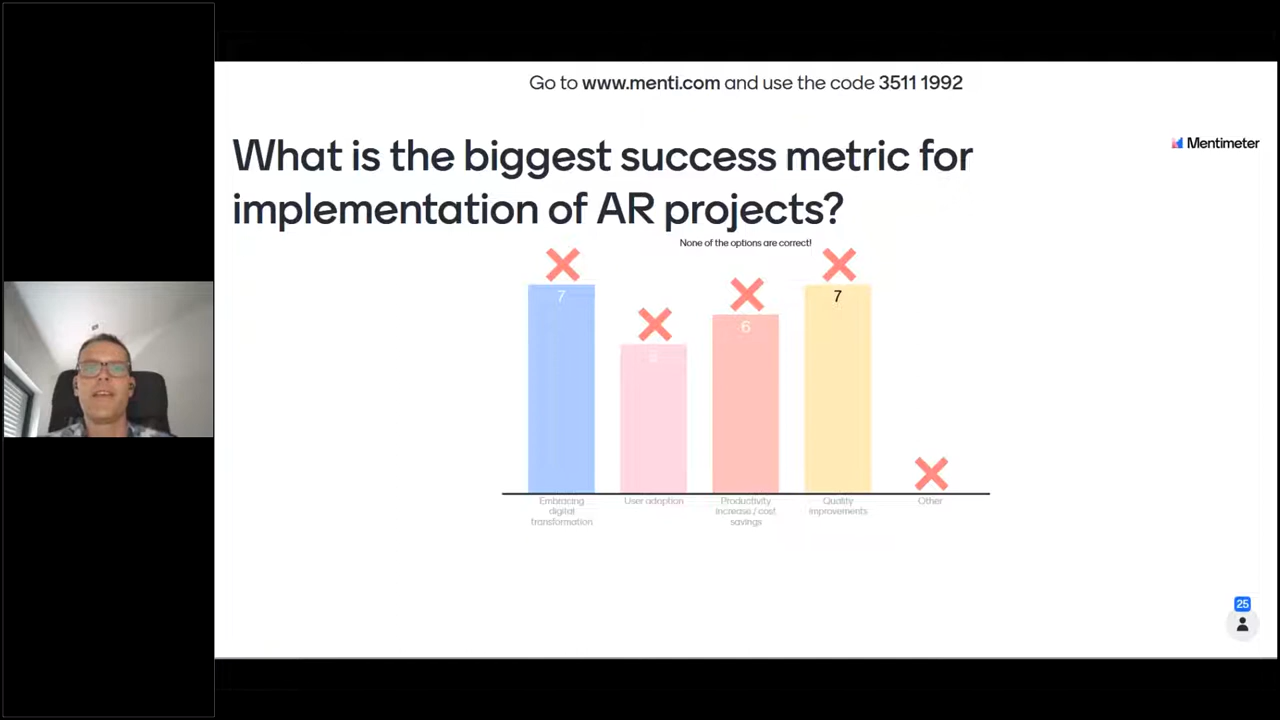 Go to www.menti.com and use the code 3511 1992
Mentimeter
What is the biggest success metric for
implementation of AR projects?
None of the options are correct!
7
6
7
Embracing
digital
transformation
User adoption
Productivity
increase / cost
savings
Quality
improvements
Other
25